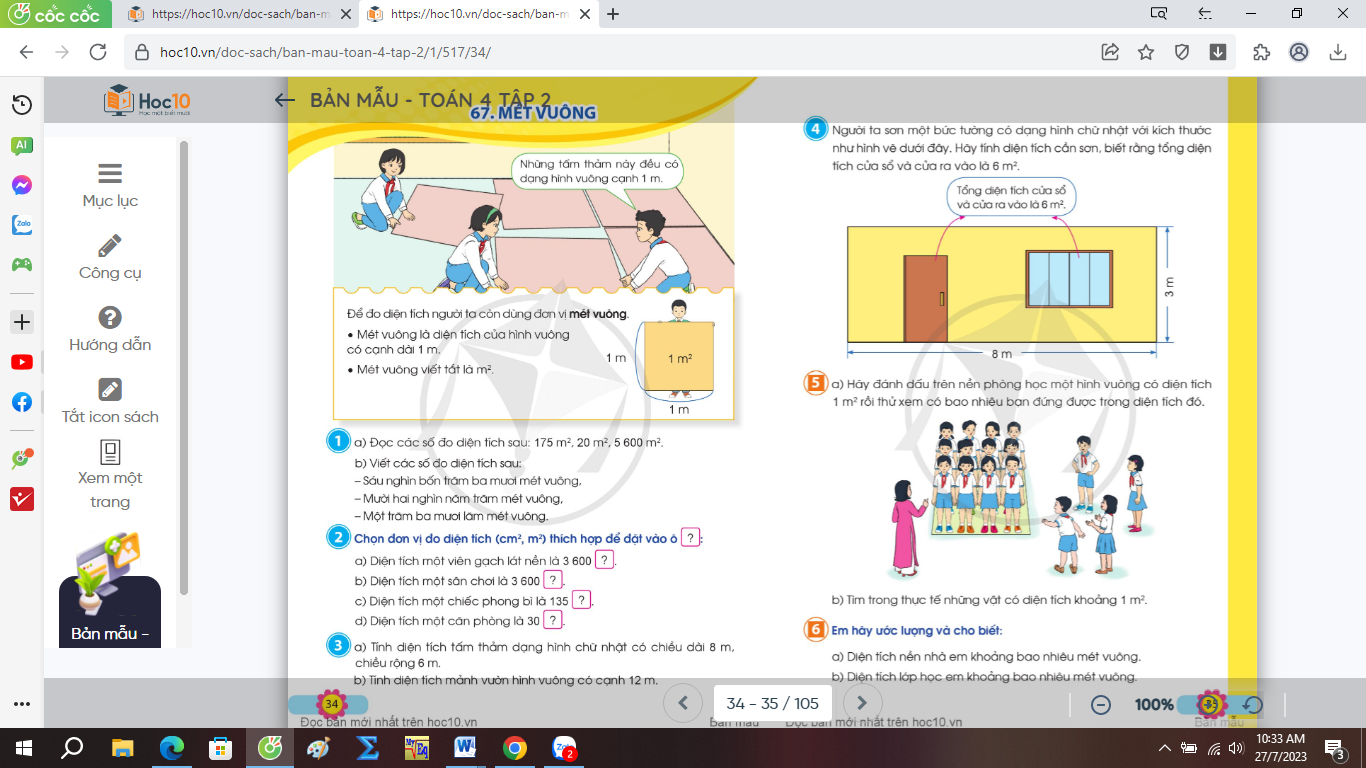 cốc cốc
https://hoc10.vn/doc-sach/ban-m
https://hoc10.vn/doc-sach/ban-m
hoc10.vn/doc-sach/ban-mau-toan-4-tap-2/1/517/34/
Hoc10
Học một biết mười
BẢN MẪU - TOÁN 4 TẬP 2
AI
Zalo
Mục lục
Công cụ
Hướng dẫn
Tắt icon sách
Xem một
trang
Bản mẫu -
67. MÉT VUÔNG
Những tấm thảm này đều có
dạng hình vuông cạnh 1 m.
Để đo diện tích người ta còn dùng đơn vị mét vuông.
• Mét vuông là diện tích của hình vuông
có cạnh dài 1 m.
• Mét vuông viết tắt là m².
1 m
1 m²
1 m
1 a) Đọc các số đo diện tích sau: 175 m², 20 m², 5 600 m².
b) Viết các số đo diện tích sau:
– Sáu nghìn bốn trăm ba mươi mét vuông,
– Mười hai nghìn năm trăm mét vuông,
– Một trăm ba mươi lăm mét vuông.
2 Chọn đơn vị đo diện tích (cm², m²) thích hợp để đặt vào ô ?:
a) Diện tích một viên gạch lát nền là 3 600 ?.
b) Diện tích một sân chơi là 3 600 ?.
c) Diện tích một chiếc phong bì là 135 ?.
d) Diện tích một căn phòng là 30 ?.
3 a) Tính diện tích tấm thảm dạng hình chữ nhật có chiều dài 8 m,
chiều rộng 6 m.
b) Tính diện tích mảnh vườn hình vuông có cạnh 12 m.
34
Đọc bản mới nhất trên hoc10.vn
Bản mẫu
4 Người ta sơn một bức tường có dạng hình chữ nhật với kích thước
như hình vẽ dưới đây. Hãy tính diện tích cần sơn, biết rằng tổng diện
tích cửa sổ và cửa ra vào là 6 m².
Tổng diện tích cửa sổ
và cửa ra vào là 6 m².
3 m
8 m
5 a) Hãy đánh dấu trên nền phòng học một hình vuông có diện tích
1 m² rồi thử xem có bao nhiêu bạn đứng được trong diện tích đó.
b) Tìm trong thực tế những vật có diện tích khoảng 1 m².
6 Em hãy ước lượng và cho biết:
a) Diện tích nền nhà em khoảng bao nhiêu mét vuông.
b) Diện tích lớp học em khoảng bao nhiêu mét vuông.
Đọc bản mới nhất trên hoc10.vn
Bản mẫu
34 - 35 / 105
100%
Zalo
2
10:33 AM
27/7/2023
3